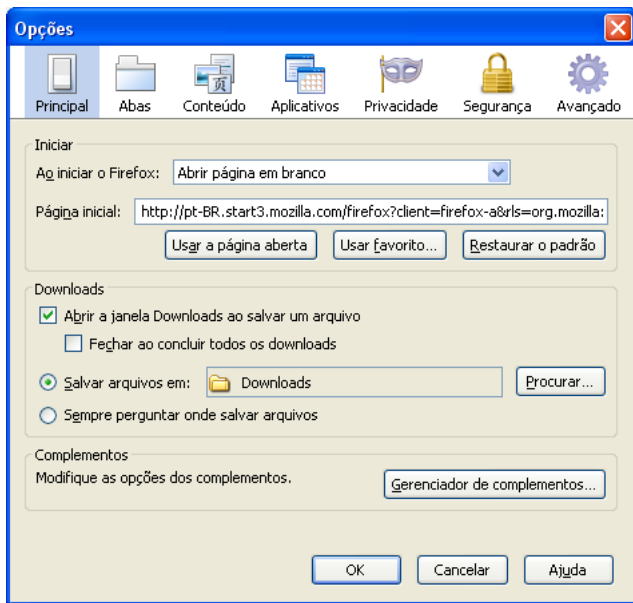 Opções
Principal Abas Conteúdo Aplicativos Privacidade Segurança Avançado
Iniciar
Ao iniciar o Firefox: Abrir página em branco
Página inicial: http://pt-BR.start3.mozilla.com/firefox?client=firefox-a&rls=org.mozilla:
Usar a página aberta Usar favorito... Restaurar o padrão
Downloads
Abrir a janela Downloads ao salvar um arquivo
Fechar ao concluir todos os downloads
Salvar arquivos em: Downloads Procurar...
Sempre perguntar onde salvar arquivos
Complementos
Modifique as opções dos complementos. Gerenciador de complementos...
OK Cancelar Ajuda